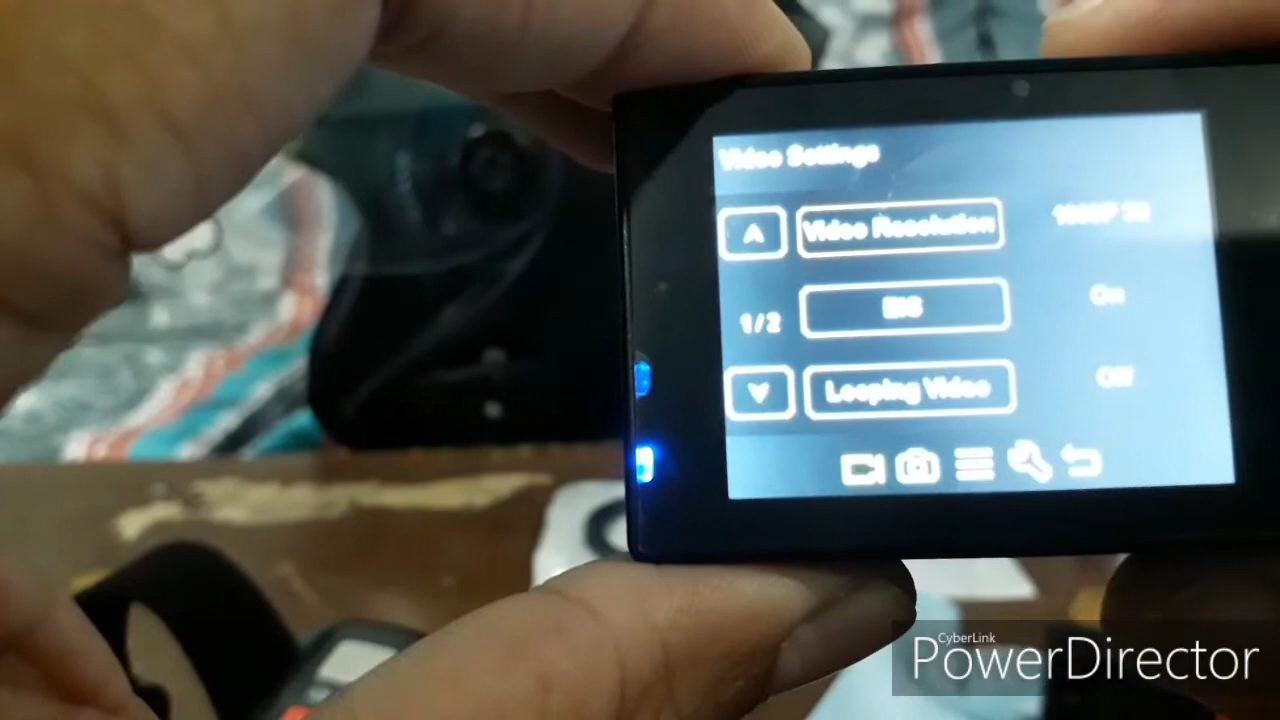 Video Settings
Video Resolution
EIS
On
1/2
Looping Video
Off
CyberLink
PowerDirector